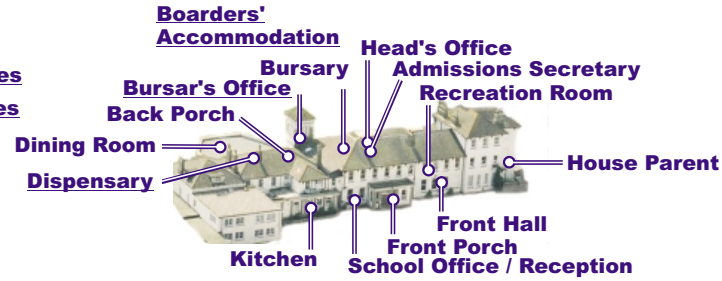 Boarders'
Accommodation
Head's Office
Bursary
Admissions Secretary
Bursar's Office
Recreation Room
Back Porch
Dining Room
House Parent
Dispensary
Front Hall
Front Porch
Kitchen
School Office / Reception